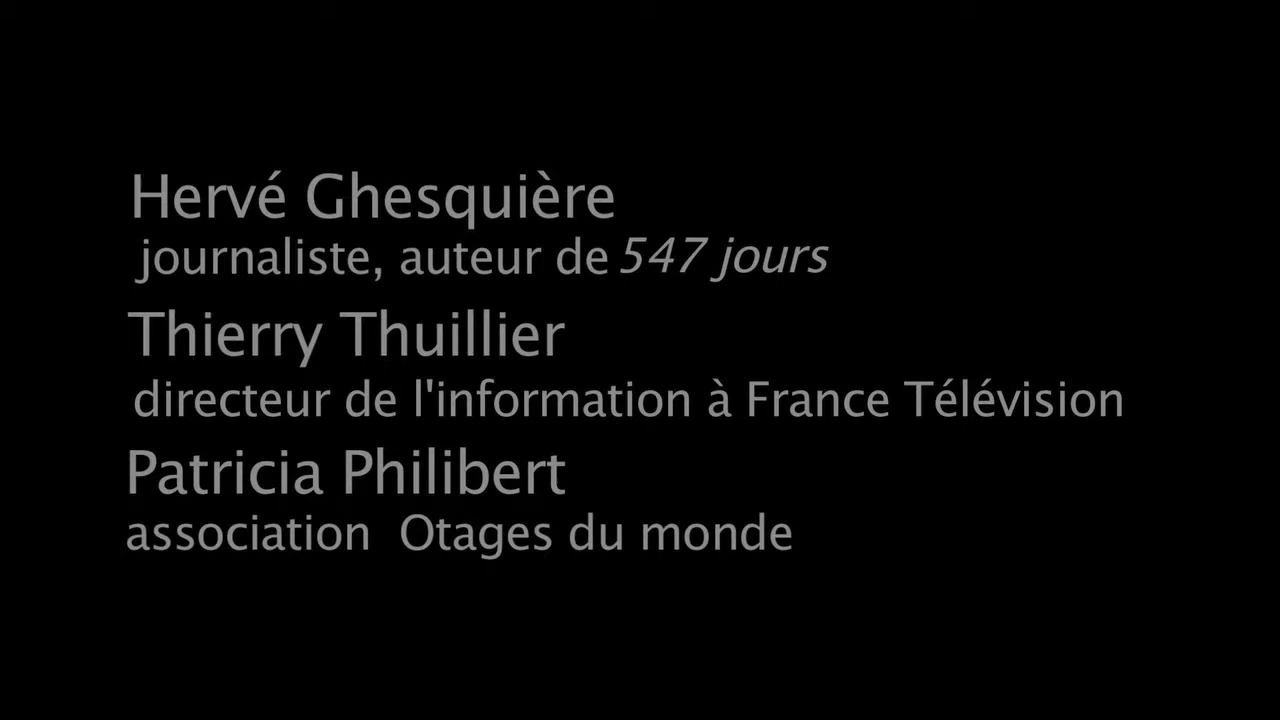 Hervé Ghesquière
journaliste, auteur de 547 jours
Thierry Thuillier
directeur de l'information à France Télévision
Patricia Philibert
association  Otages du monde